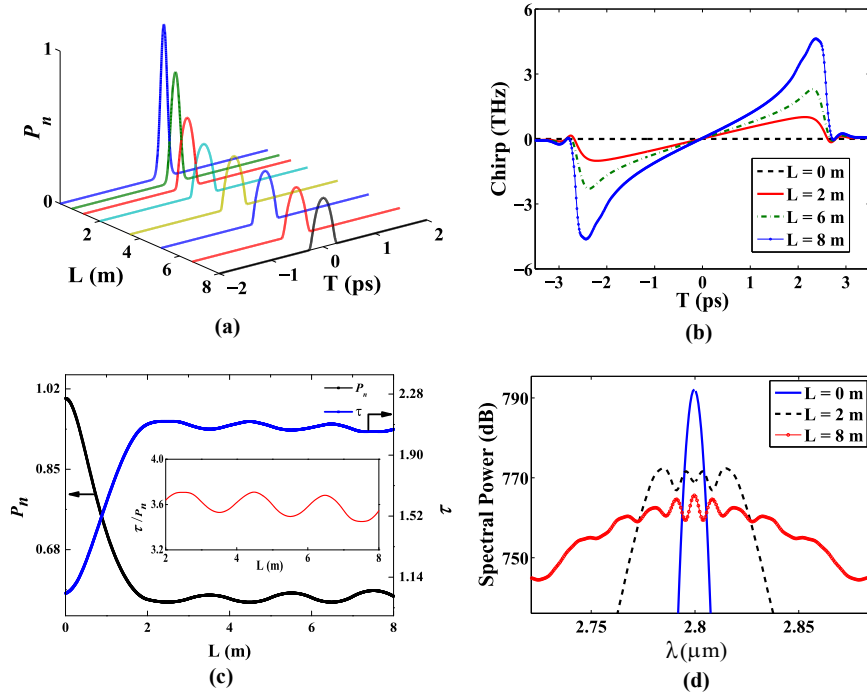 1
P_n
0
2
4
6
8
L (m)
−2
−1
0
1
2
T (ps)
(a)
6
3
0
−3
−6
Chirp (THz)
L = 0 m
L = 2 m
L = 6 m
L = 8 m
−3 −2 −1 0 1 2 3
T (ps)
(b)
1.02
0.85
0.68
P_n
P_n
τ
2.28
1.90
1.52
1.14
τ
4.0
3.6
3.2
τ/P_n
2 4 6 8
L (m)
0 2 4 6 8
L (m)
(c)
790
770
750
Spectral Power (dB)
L = 0 m
L = 2 m
L = 8 m
2.75 2.8 2.85
λ(μm)
(d)